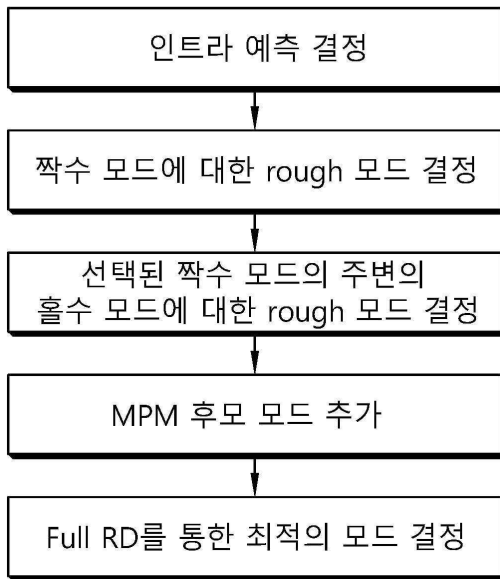 인트라 예측 결정
짝수 모드에 대한 rough 모드 결정
선택된 짝수 모드의 주변의
홀수 모드에 대한 rough 모드 결정
MPM 후모 모드 추가
Full RD를 통한 최적의 모드 결정